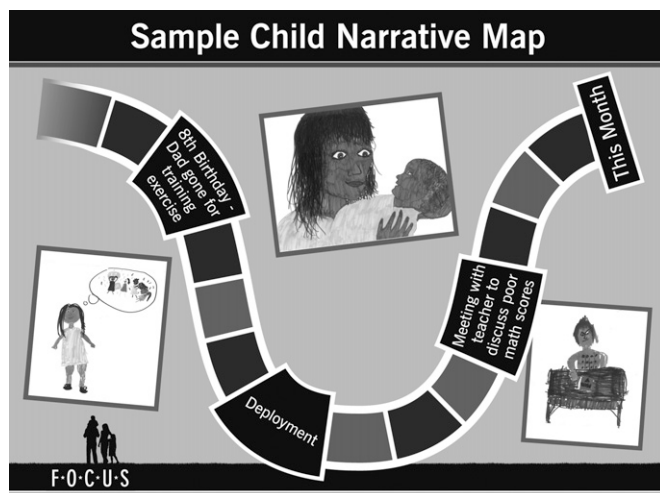 Sample Child Narrative Map
8th Birthday -
Dad gone for
training
exercise
Deployment
Meeting with
teacher to
discuss poor
math scores
This Month
F·O·C·U·S